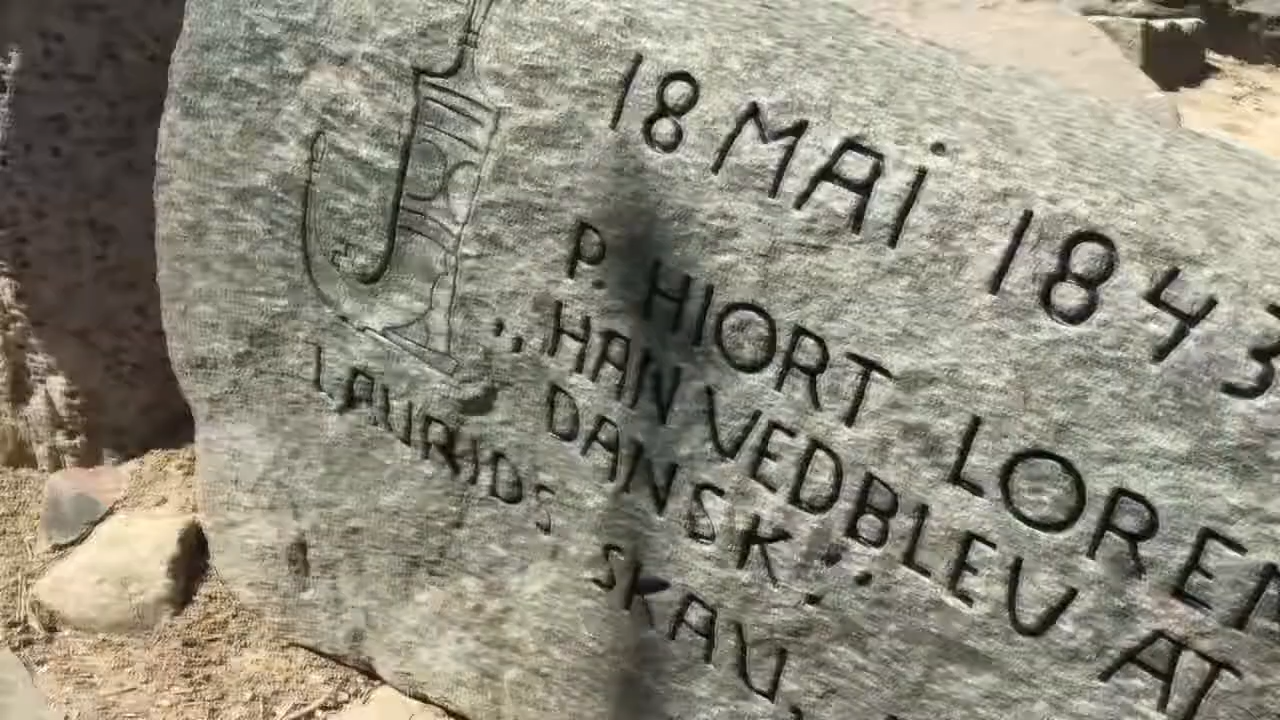 18 MAI 1843
P. HIORT LOREN
„HAN VEDBLEV AT
DANSK.„
LAURIDS SKAU,